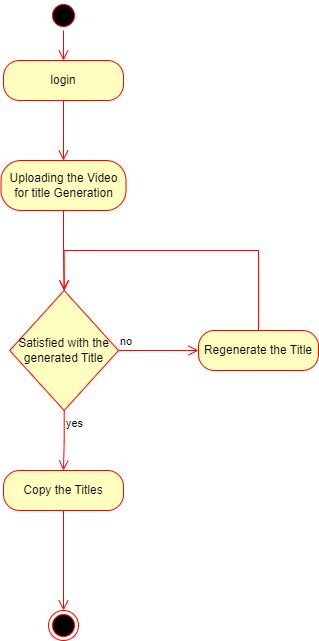 login
Uploading the Video
for title Generation
Satisfied with the
generated Title
no
Regenerate the Title
yes
Copy the Titles